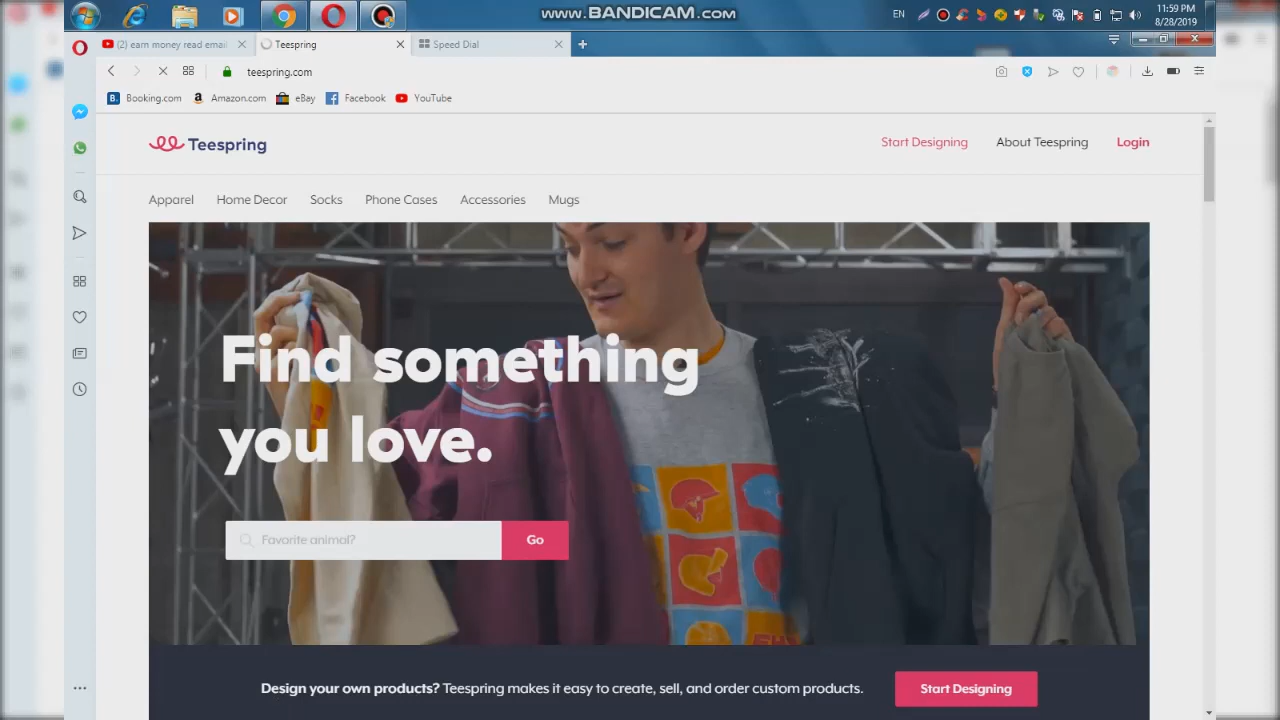 www.BANDICAM.com
EN
11:59 PM
8/28/2019
(2) earn money read email
Teespring
Speed Dial
teespring.com
B.
Booking.com
Amazon.com
eBay
Facebook
YouTube
Teespring
Start Designing
About Teespring
Login
Apparel
Home Decor
Socks
Phone Cases
Accessories
Mugs
Find something
you love.
Favorite animal?
Go
Design your own products? Teespring makes it easy to create, sell, and order custom products.
Start Designing